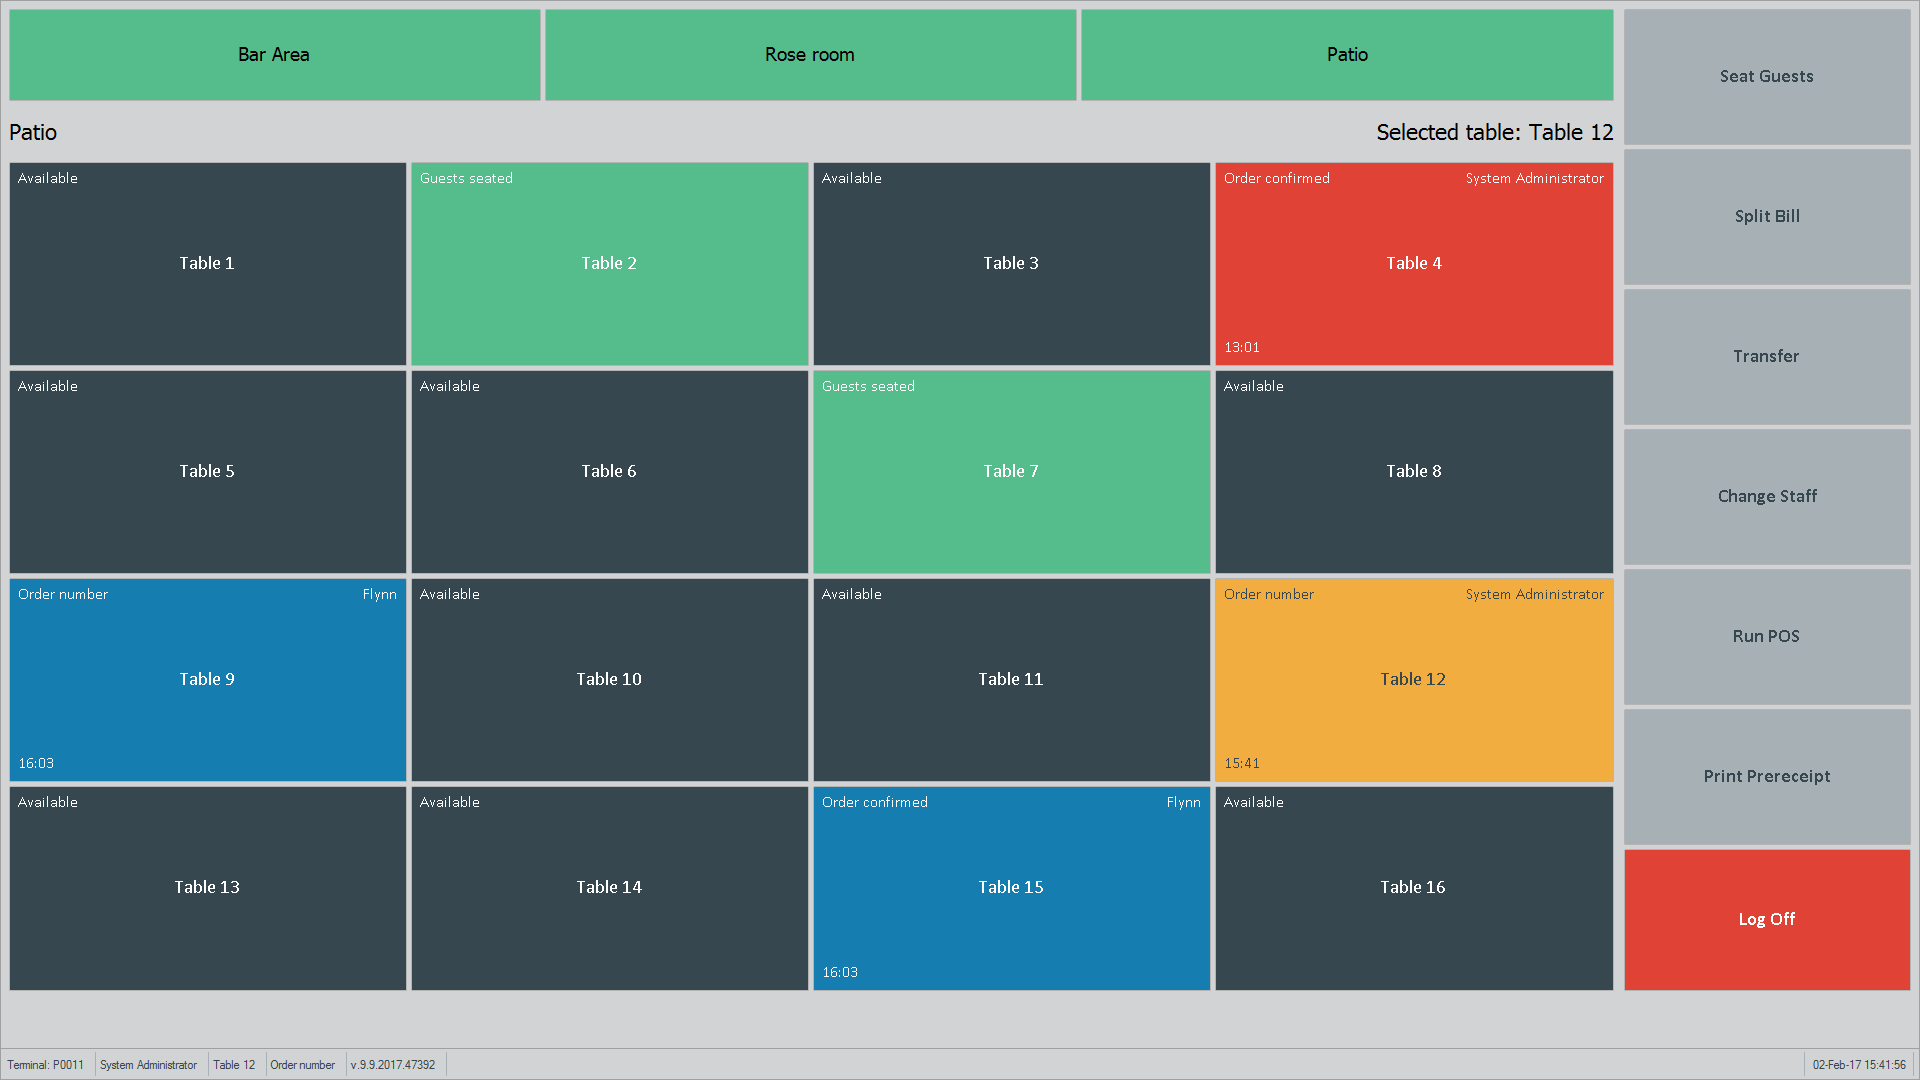 Bar Area
Rose room
Patio
Seat Guests
Patio
Selected table: Table 12
Available
Table 1
Guests seated
Table 2
Available
Table 3
Order confirmed
System Administrator
Table 4
13:01
Split Bill
Transfer
Available
Table 5
Available
Table 6
Guests seated
Table 7
Available
Table 8
Change Staff
Order number
Flynn
Table 9
16:03
Available
Table 10
Available
Table 11
Order number
System Administrator
Table 12
15:41
Run POS
Print Prereceipt
Available
Table 13
Available
Table 14
Order confirmed
Flynn
Table 15
16:03
Available
Table 16
Log Off
Terminal: P0011
System Administrator
Table 12
Order number
v.9.9.2017.47392
02-Feb-17 15:41:56